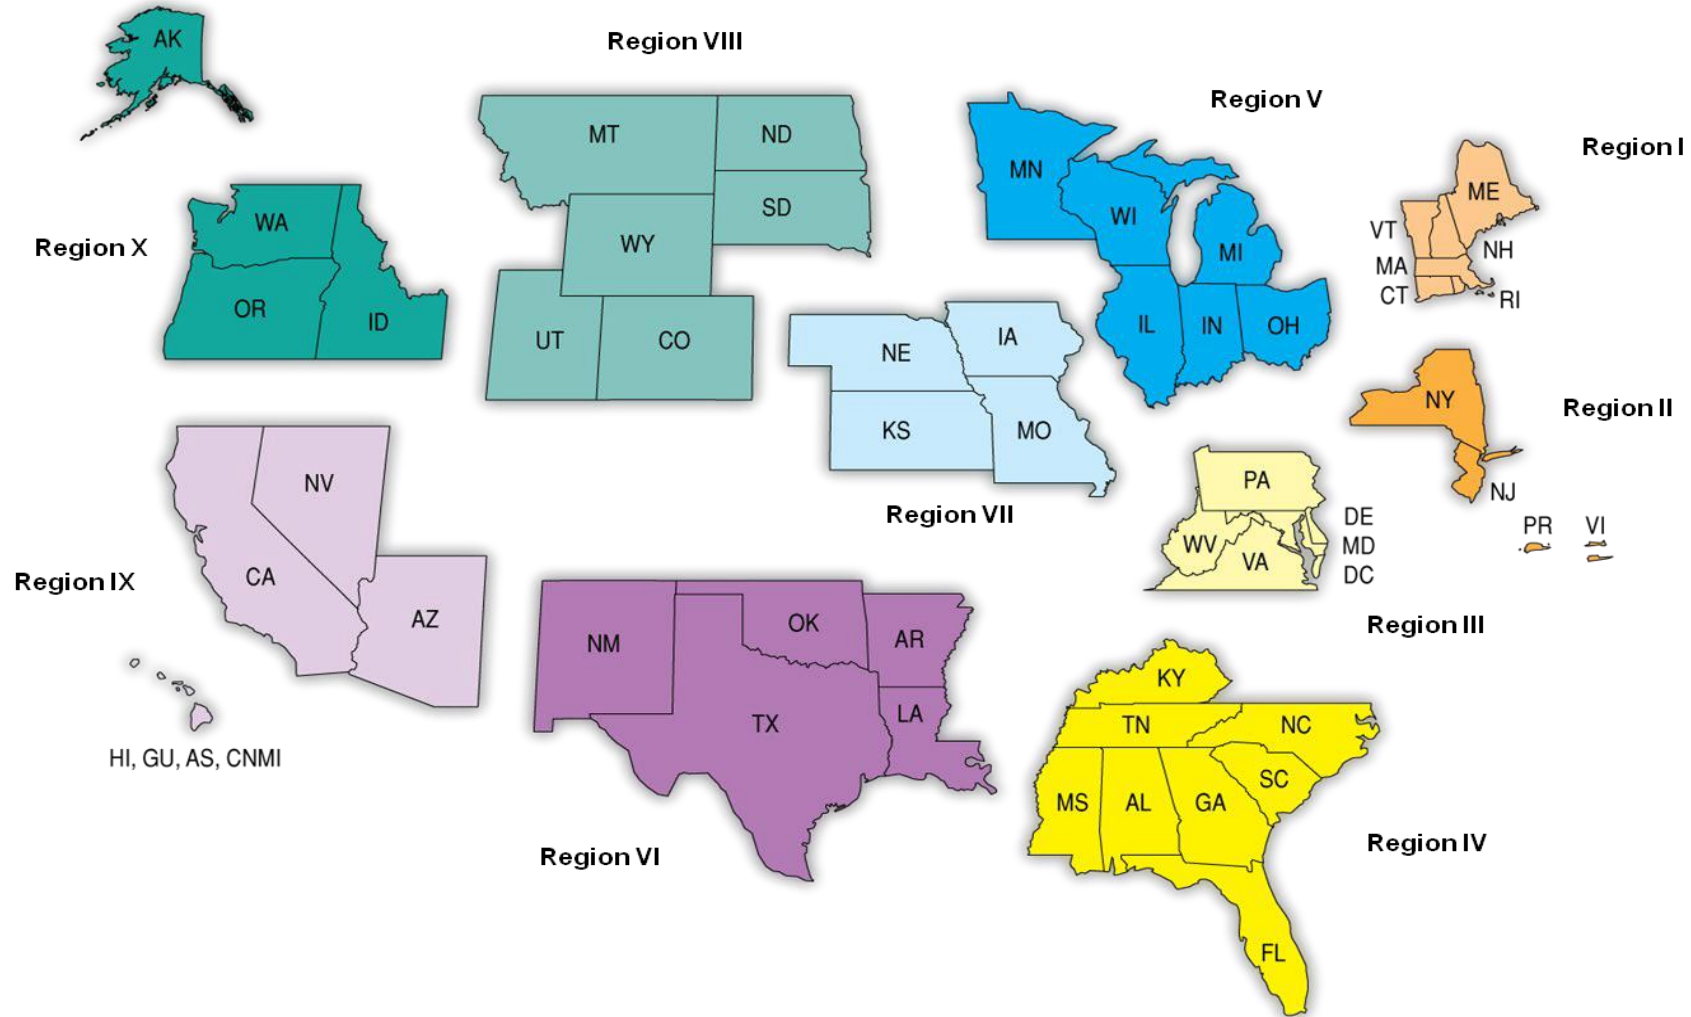 AK
Region VIII
Region V
Region I
MT
ND
MN
ME
SD
WA
WI
VT
Region X
WY
MI
NH
MA
CT
RI
OR
ID
UT
CO
NE
IA
IL
IN
OH
NY
Region II
KS
MO
NV
PA
NJ
Region VII
DE
PR
VI
WV
VA
MD
DC
Region IX
CA
AZ
Region III
NM
OK
AR
KY
TX
LA
TN
NC
HI, GU, AS, CNMI
SC
MS
AL
GA
Region VI
Region IV
FL